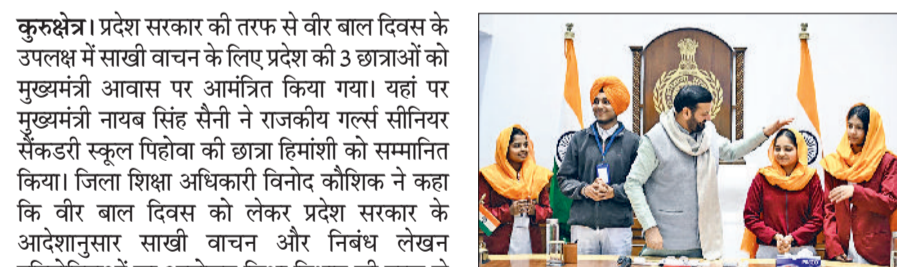 कुरुक्षेत्र। प्रदेश सरकार की तरफ से वीर बाल दिवस के
उपलक्ष में साखी वाचन के लिए प्रदेश की 3 छात्राओं को
मुख्यमंत्री आवास पर आमंत्रित किया गया। यहां पर
मुख्यमंत्री नायब सिंह सैनी ने राजकीय गर्ल्स सीनियर
सैंकडरी स्कूल पिहोवा की छात्रा हिमांशी को सम्मानित
किया। जिला शिक्षा अधिकारी विनोद कौशिक ने कहा
कि वीर बाल दिवस को लेकर प्रदेश सरकार के
आदेशानुसार साखी वाचन और निबंध लेखन